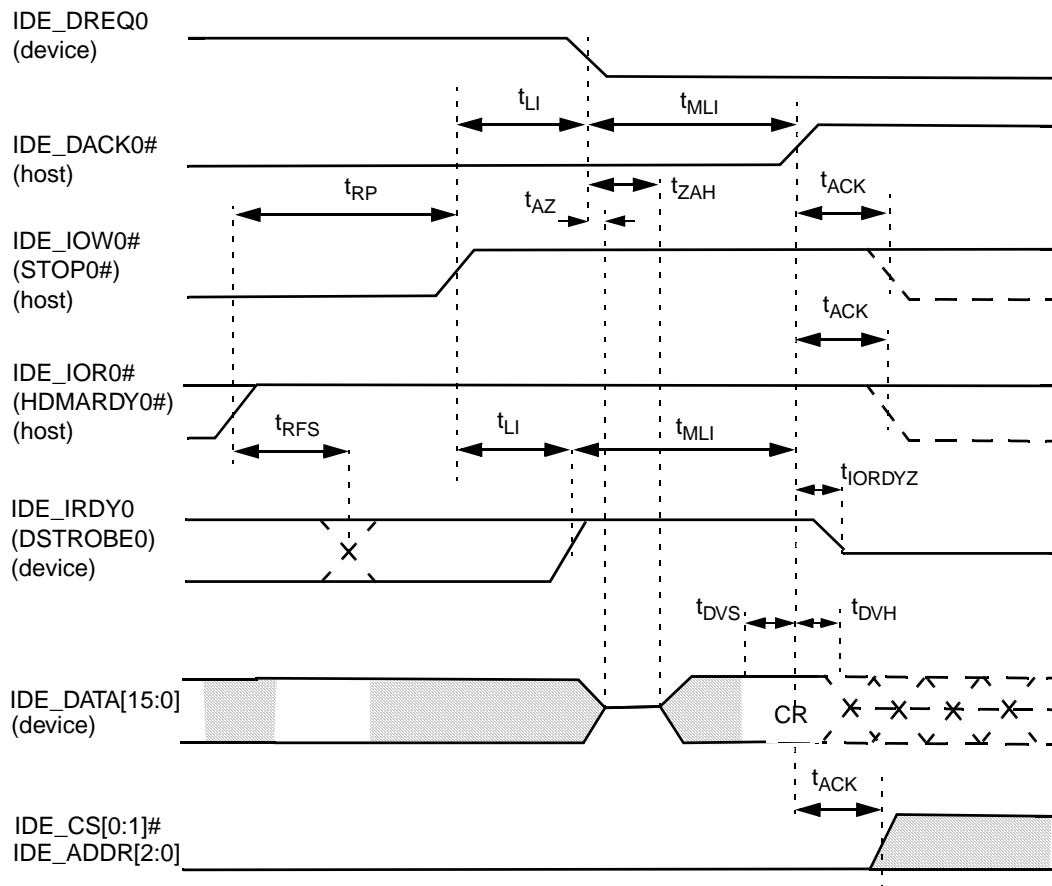 IDE_DREQ0
(device)
tLI
tMLI
IDE_DACK0#
(host)
tRP
tAZ
tZAH
tACK
IDE_IOW0#
(STOP0#)
(host)
tACK
IDE_IOR0#
(HDMARDY0#)
(host)
tRFS
tLI
tMLI
tIORDYZ
IDE_IRDY0
(DSTROBE0)
(device)
tDVS
tDVH
IDE_DATA[15:0]
(device)
CR
tACK
IDE_CS[0:1]#
IDE_ADDR[2:0]